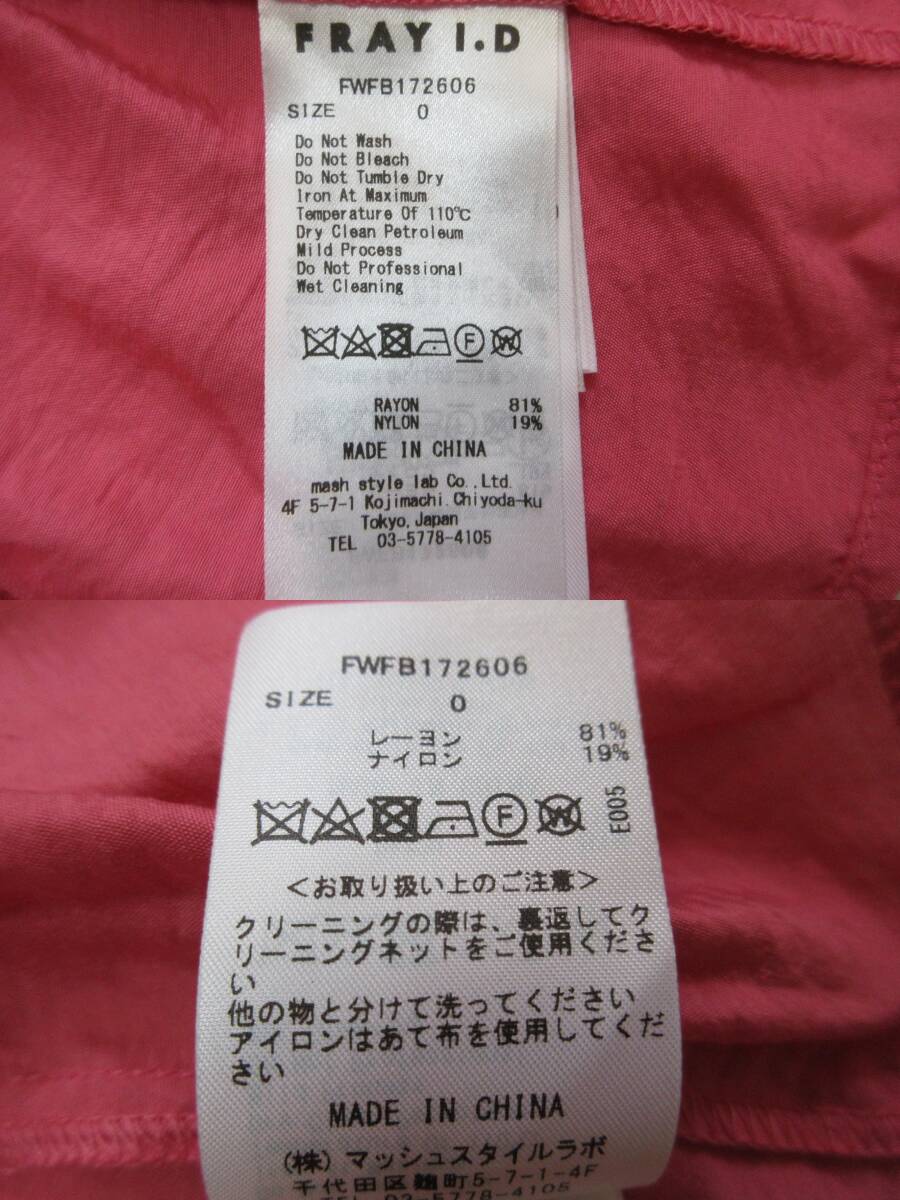 FRAY I.D
FWFB172606
SIZE 0
Do Not Wash
Do Not Bleach
Do Not Tumble Dry
Iron At Maximum
Temperature Of 110℃
Dry Clean Petroleum
Mild Process
Do Not Professional
Wet Cleaning
F W
RAYON 81%
NYLON 19%
MADE IN CHINA
mash style lab Co.,Ltd.
4F 5-7-1 Kojimachi.Chiyoda-ku
Tokyo,Japan
TEL 03-5778-4105
FWFB172606
SIZE 0
レーヨン 81%
ナイロン 19%
F W E005
<お取り扱い上のご注意>
クリーニングの際は、裏返してク
リーニングネットをご使用くださ
い
他の物と分けて洗ってください
アイロンはあて布を使用してくだ
さい
MADE IN CHINA
(株)マッシュスタイルラボ
千代田区麹町5-7-1-4F
TEL 03-5778-4105